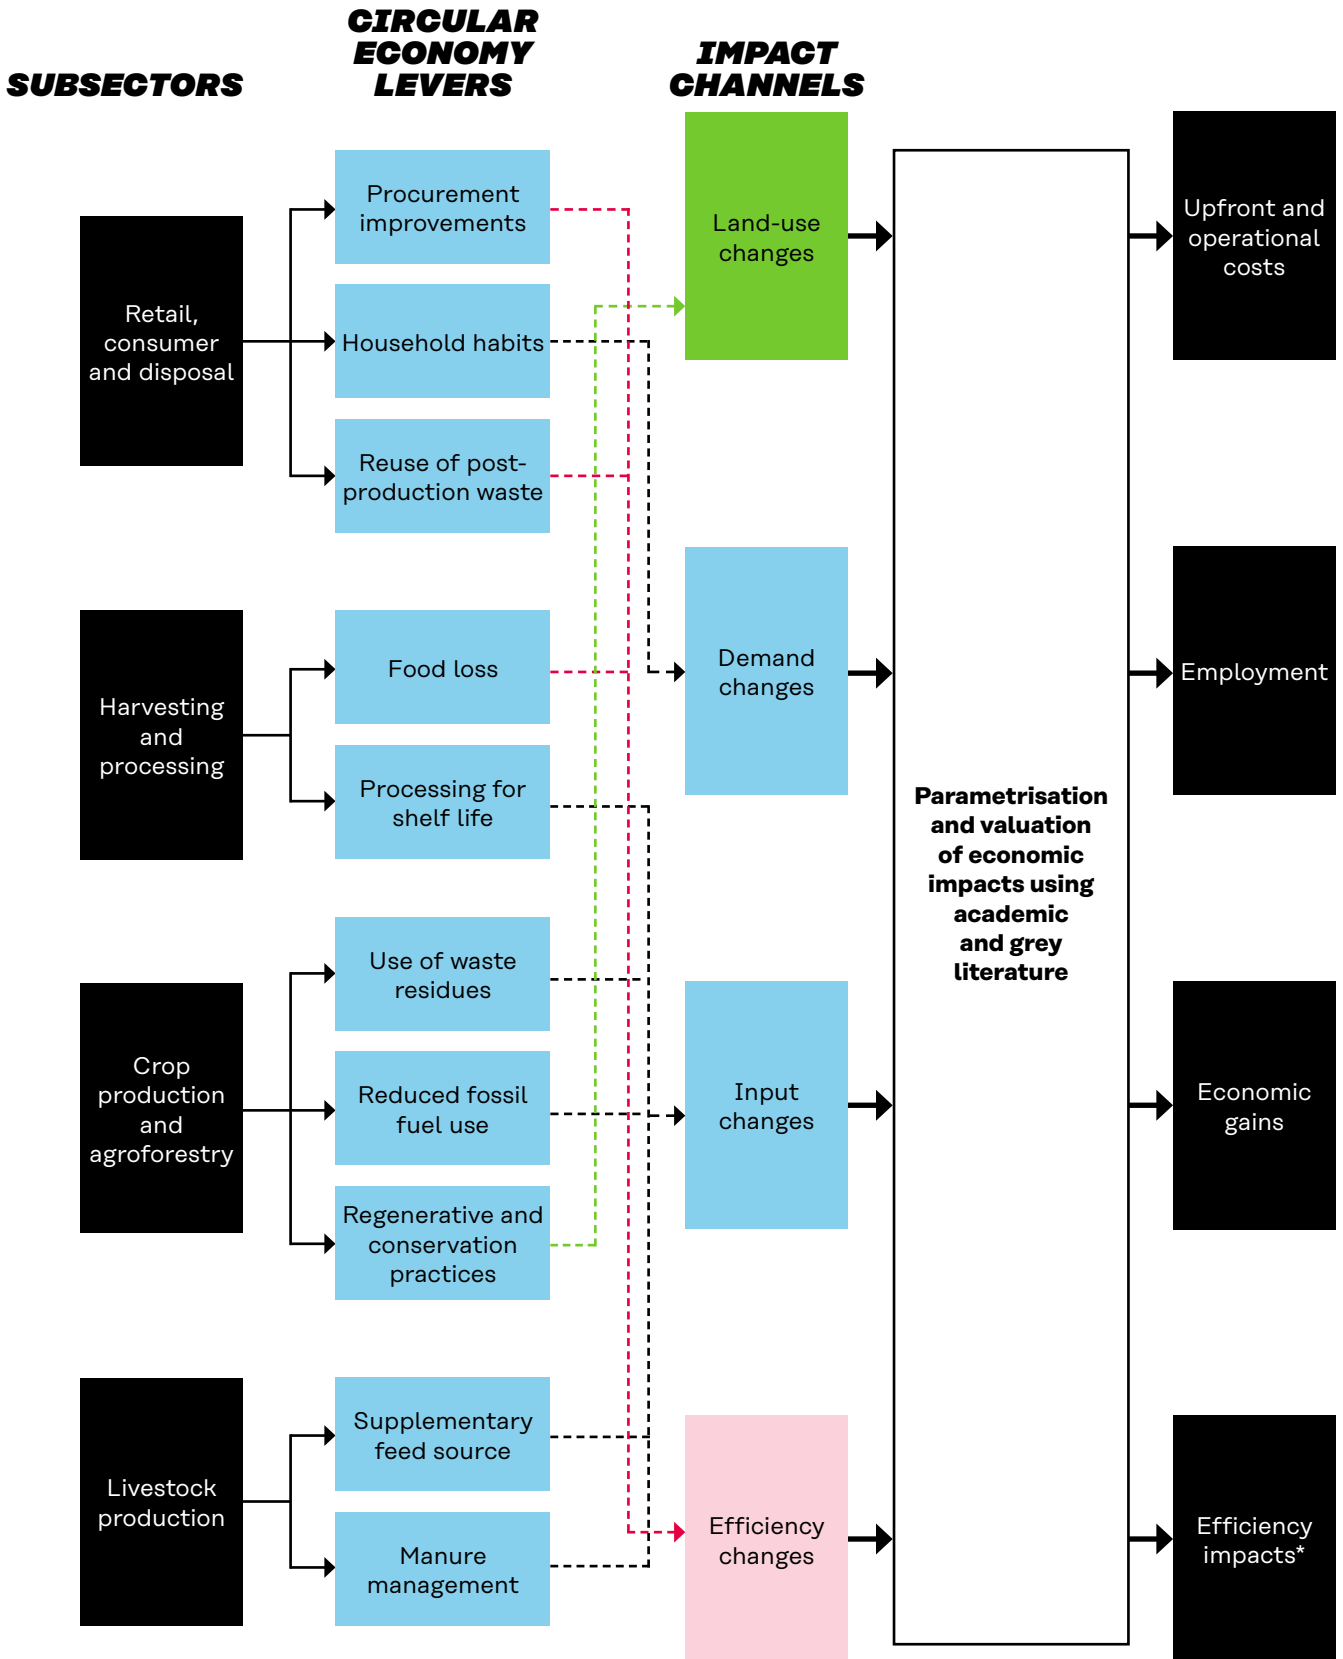 SUBSECTORS
CIRCULAR
ECONOMY
LEVERS
IMPACT
CHANNELS
Retail,
consumer
and disposal
Harvesting
and
processing
Crop
production
and
agroforestry
Livestock
production
Procurement
improvements
Household habits
Reuse of post-
production waste
Food loss
Processing for
shelf life
Use of waste
residues
Reduced fossil
fuel use
Regenerative and
conservation
practices
Supplementary
feed source
Manure
management
Land-use
changes
Demand
changes
Input
changes
Efficiency
changes
Parametrisation
and valuation
of economic
impacts using
academic
and grey
literature
Upfront and
operational
costs
Employment
Economic
gains
Efficiency
impacts*